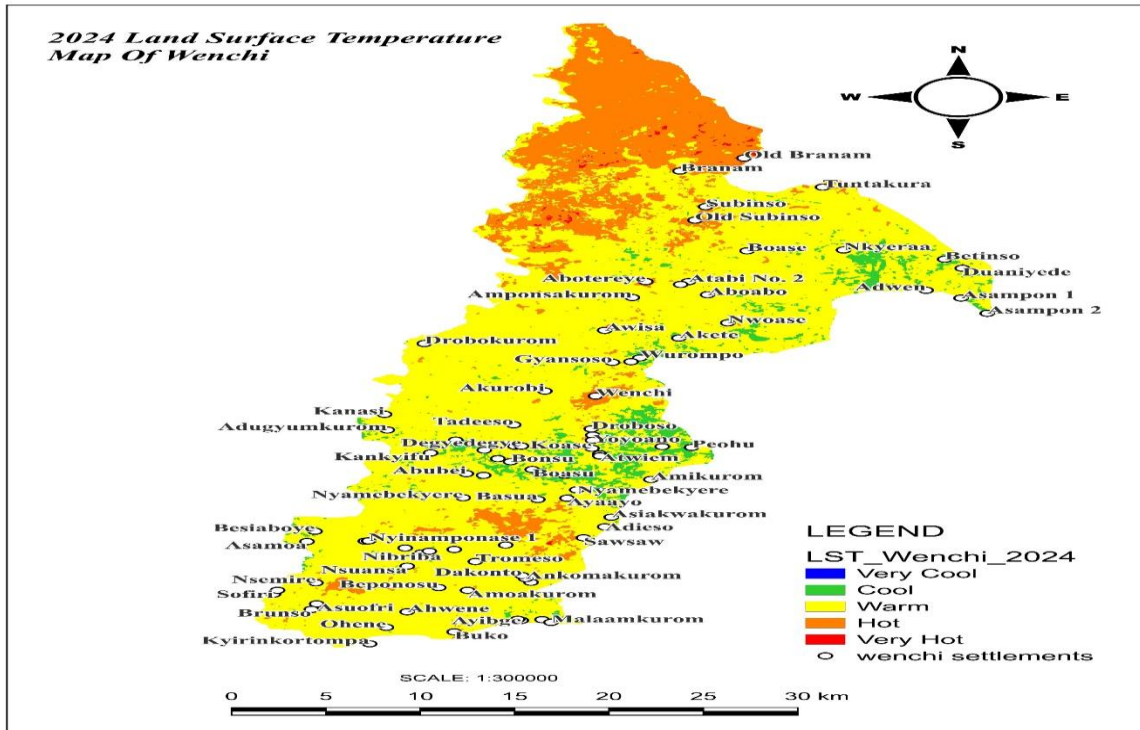 2024 Land Surface Temperature
Map Of Wenchi
N
W
E
S
Old Branam
Branam
Tuntakura
Subinso
Old Subinso
Boase
Nkyeraa
Betinso
Duaniyede
Abotereye
Atabi No. 2
Adwen
Amponsakurom
Aboabo
Asampon 1
Asampon 2
Nwoase
Awisa
Akete
Drobokurom
Gyansoso
Wurompo
Akurobi
Wenchi
Kanasi
Tadeeso
Droboso
Adugyumkurom
Degyedegye
Koase
Yoyoano
Peohu
Kankyifu
Bonsu
Atwiem
Abubei
Boasu
Amikurom
Nyamebekyere
Basua
Nyamebekyere
Ayaayo
Asiakwakurom
Besiaboye
Adieso
Asamoa
Nyinamponase 1
Sawsaw
Nibriba
Tromeso
Nsuansa
Dakonto
Ankomakurom
Nsemire
Beponosu
Sofiri
Amoakurom
Asuofri
Brunso
Ahwene
Ohene
Ayibge
Malaamkurom
Buko
Kyirinkortompa
LEGEND
LST_Wenchi_2024
Very Cool
Cool
Warm
Hot
Very Hot
wenchi settlements
SCALE: 1:300000
0 5 10 15 20 25 30 km